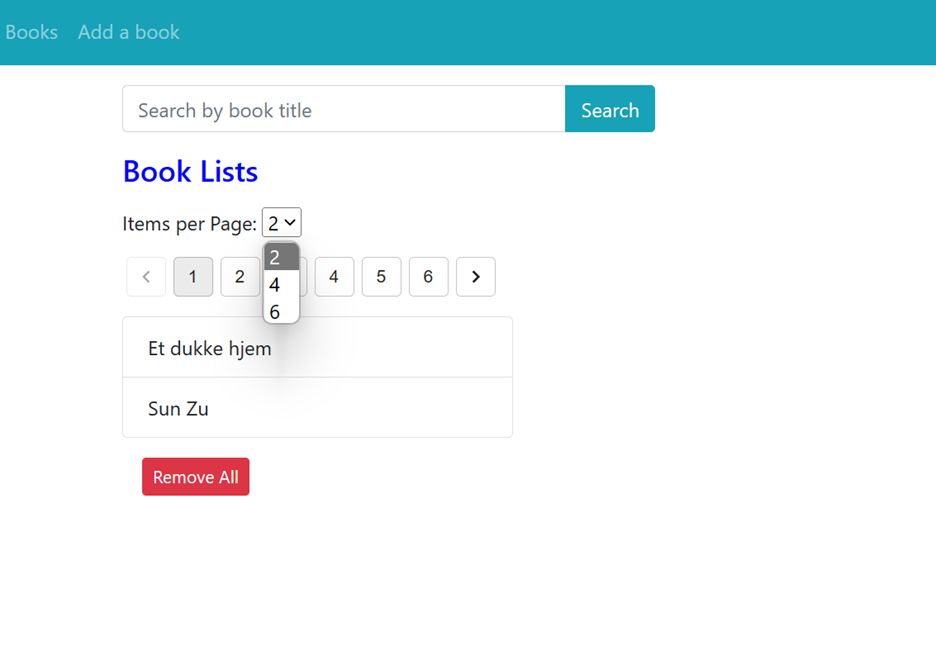 Books Add a book
Search by book title Search
Book Lists
Items per Page: 2
2
4
6
1 2 4 5 6
Et dukke hjem
Sun Zu
Remove All